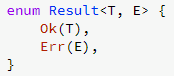 enum Result<T, E> {
    Ok(T),
    Err(E),
}